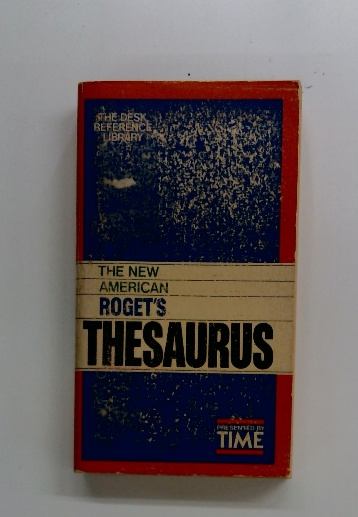 THE DESK
REFERENCE
LIBRARY
THE NEW
AMERICAN
ROGET'S
THESAURUS
PRESENTED BY
TIME